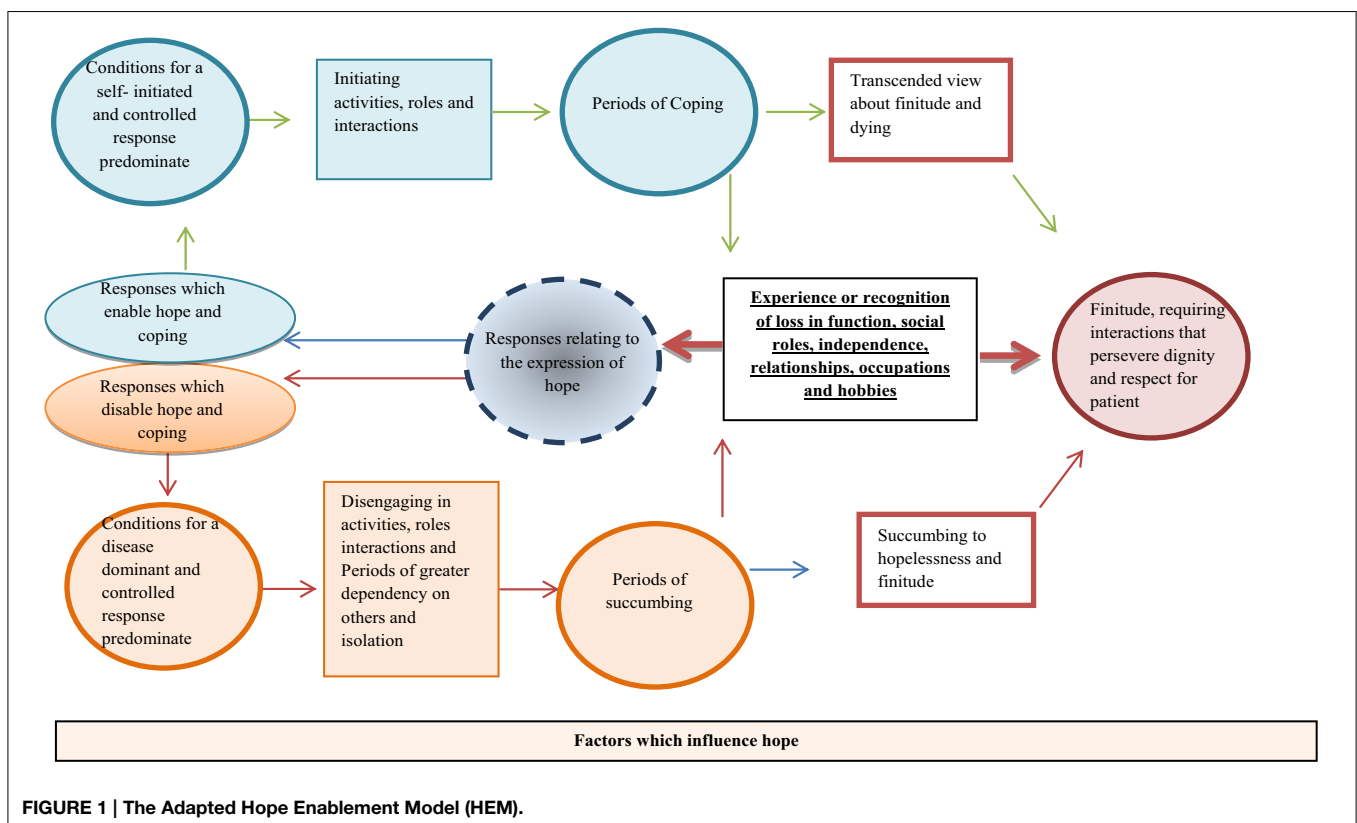 Conditions for a
self- initiated
and controlled
response
predominate
Initiating
activities, roles and
interactions
Periods of Coping
Transcended view
about finitude and
dying
Responses which
enable hope and
coping
Responses which
disable hope and
coping
Responses relating to
the expression of
hope
Experience or recognition
of loss in function, social
roles, independence,
relationships, occupations
and hobbies
Finitude, requiring
interactions that
persevere dignity
and respect for
patient
Conditions for a
disease
dominant and
controlled
response
predominate
Disengaging in
activities, roles
interactions and
Periods of greater
dependency on
others and
isolation
Periods of
succumbing
Succumbing to
hopelessness and
finitude
Factors which influence hope
FIGURE 1 | The Adapted Hope Enablement Model (HEM).